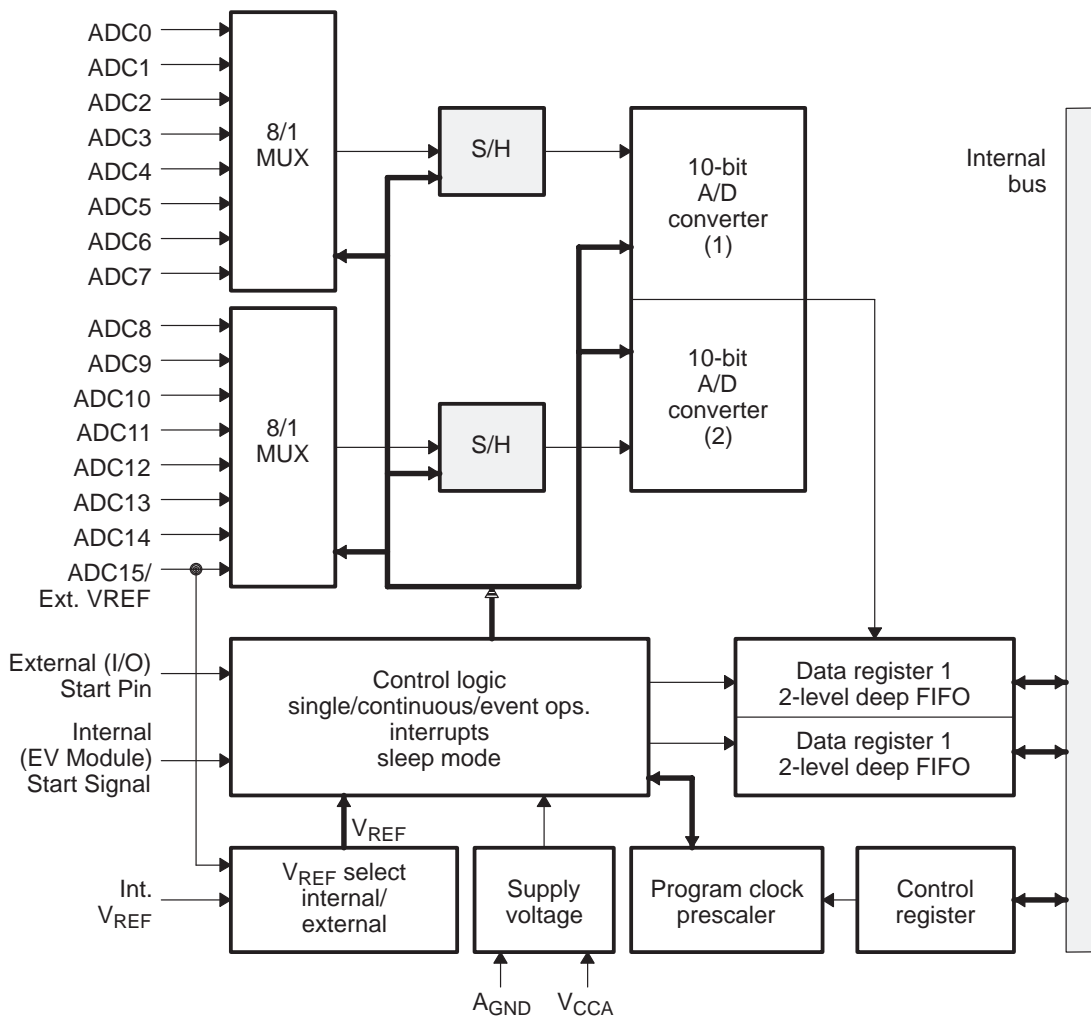 ADC0
ADC1
ADC2
ADC3
ADC4
ADC5
ADC6
ADC7
8/1
MUX
S/H
10-bit
A/D
converter
(1)
Internal
bus
ADC8
ADC9
ADC10
ADC11
ADC12
ADC13
ADC14
ADC15/
Ext. VREF
8/1
MUX
S/H
10-bit
A/D
converter
(2)
External (I/O)
Start Pin
Internal
(EV Module)
Start Signal
Control logic
single/continuous/event ops.
interrupts
sleep mode
Data register 1
2-level deep FIFO
Data register 1
2-level deep FIFO
VREF
Int.
VREF
VREF select
internal/
external
Supply
voltage
Program clock
prescaler
Control
register
AGND
VCCA